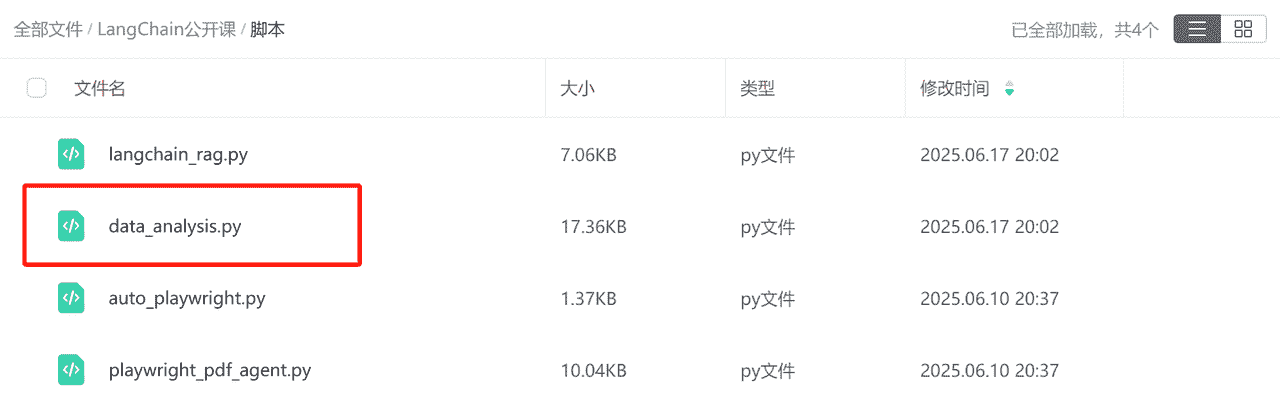 全部文件 / LangChain公开课 / 脚本 已全部加载，共4个
文件名 大小 类型 修改时间
</> langchain_rag.py 7.06KB py文件 2025.06.17 20:02
</> data_analysis.py 17.36KB py文件 2025.06.17 20:02
</> auto_playwright.py 1.37KB py文件 2025.06.10 20:37
</> playwright_pdf_agent.py 10.04KB py文件 2025.06.10 20:37